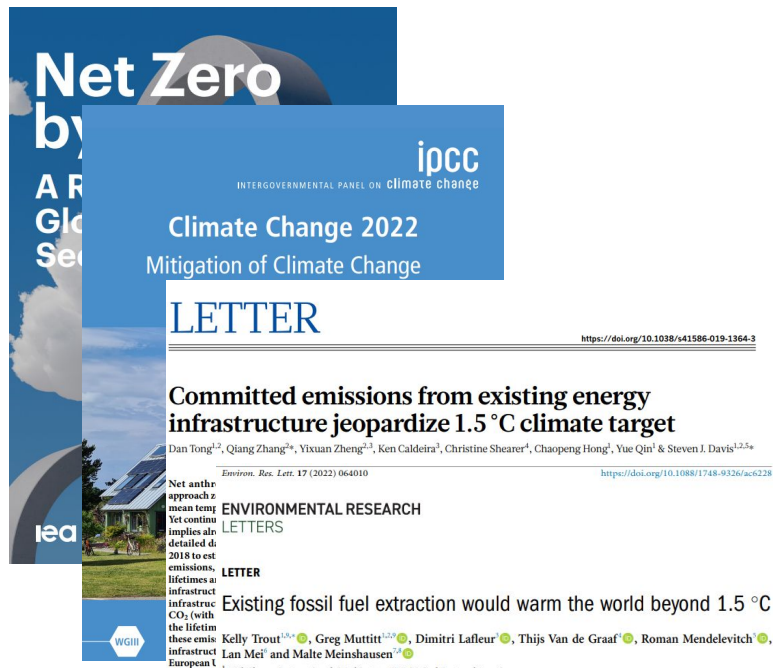 Net Zero
by
A R
Glo
Sec
iea
ipcc
INTERGOVERNMENTAL PANEL ON climate change
Climate Change 2022
Mitigation of Climate Change
WGIII
LETTER
https://doi.org/10.1038/s41586-019-1364-3
Committed emissions from existing energy
infrastructure jeopardize 1.5 °C climate target
Dan Tong1,2, Qiang Zhang2*, Yixuan Zheng2,3, Ken Caldeira3, Christine Shearer4, Chaopeng Hong1, Yue Qin1 & Steven J. Davis1,2,5*
Net anthr
approach z
mean temp
Yet continu
implies alr
detailed da
2018 to est
emissions,
lifetimes a
infrastruct
infrastruc
CO2 (with
the lifetim
these emis
infrastruct
European U
Environ. Res. Lett. 17 (2022) 064010
https://doi.org/10.1088/1748-9326/ac6228
ENVIRONMENTAL RESEARCH
LETTERS
LETTER
Existing fossil fuel extraction would warm the world beyond 1.5 °C
Kelly Trout1,9,*, Greg Muttitt1,2,9, Dimitri Lafleur3, Thijs Van de Graaf4, Roman Mendelevitch5,
Lan Mei6 and Malte Meinshausen7,8